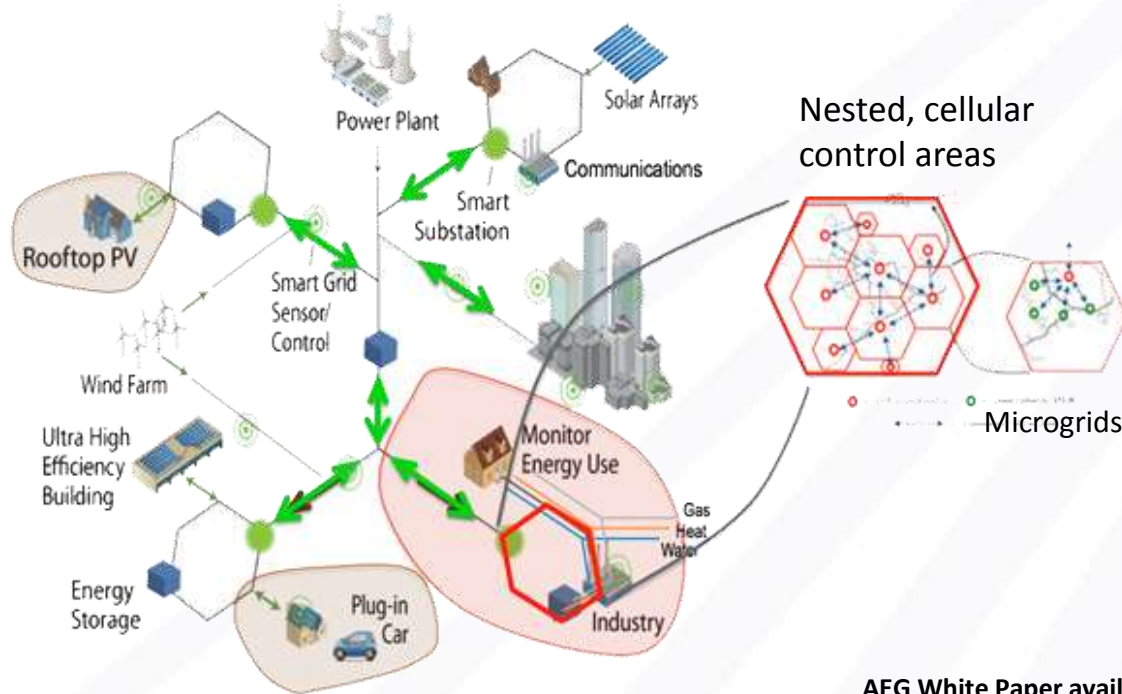 Power Plant
Solar Arrays
Communications
Smart
Substation
Rooftop PV
Smart Grid
Sensor/
Control
Wind Farm
Ultra High
Efficiency
Building
Energy
Storage
Plug-in
Car
Monitor
Energy Use
Gas
Heat
Water
Industry
Nested, cellular
control areas
Microgrids
AEG White Paper avail